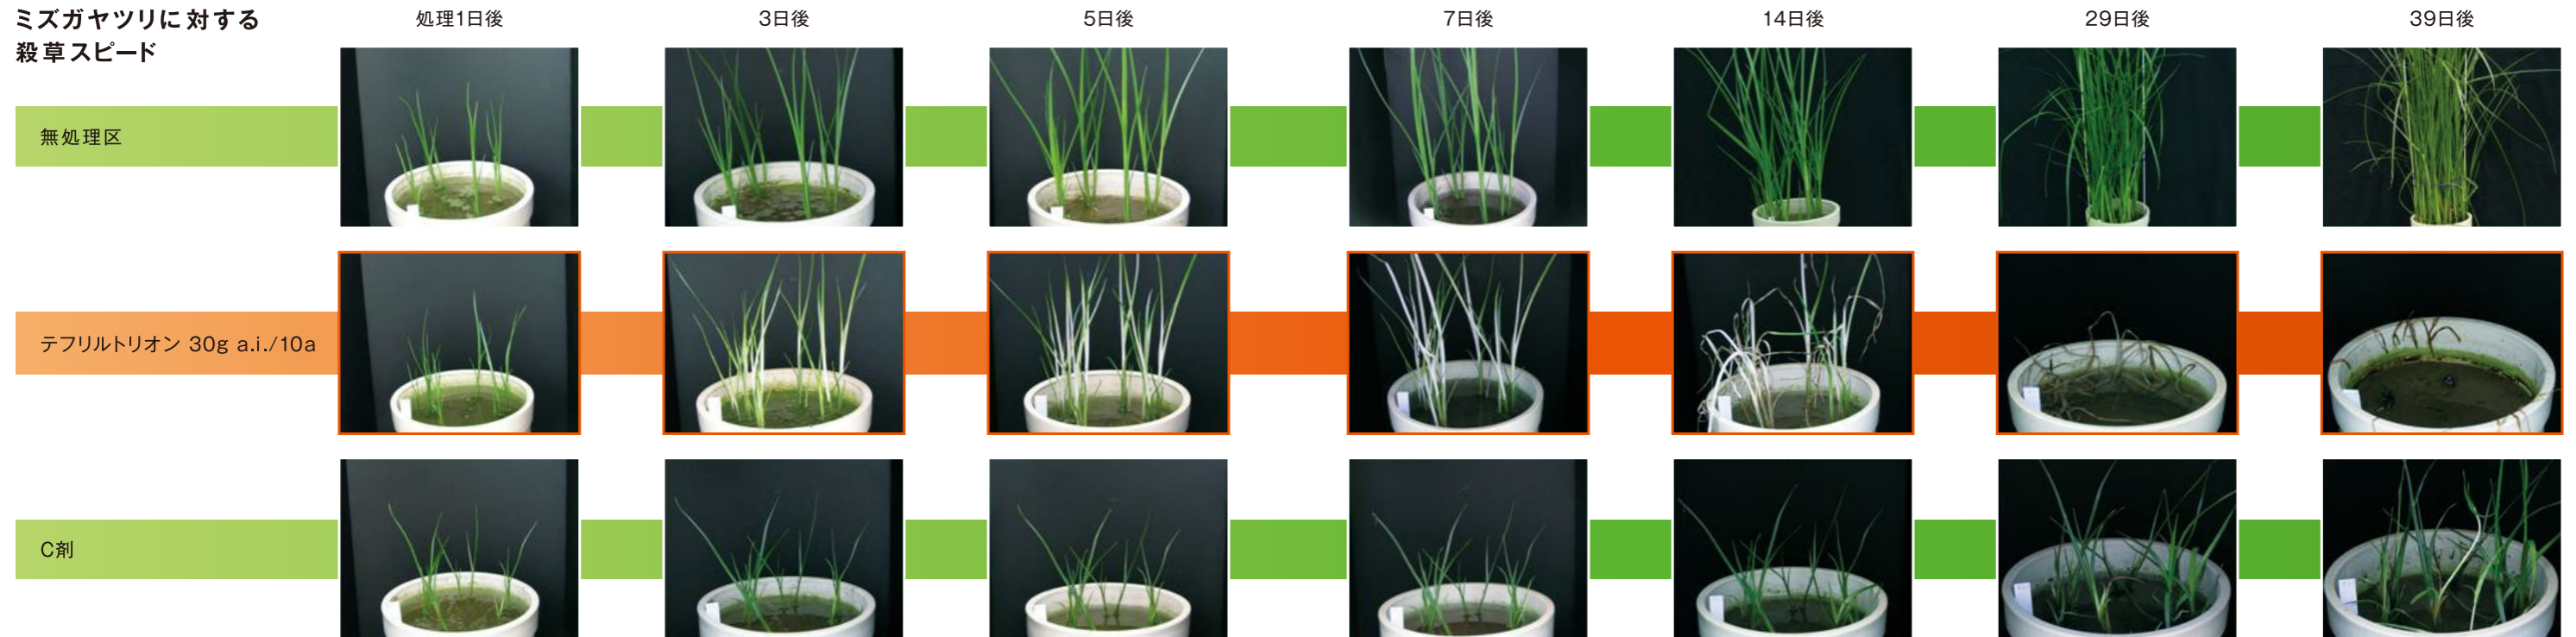 ミズガヤツリに対する
殺草スピード
処理1日後
3日後
5日後
7日後
14日後
29日後
39日後
無処理区
テフリルトリオン 30g a.i./10a
C剤